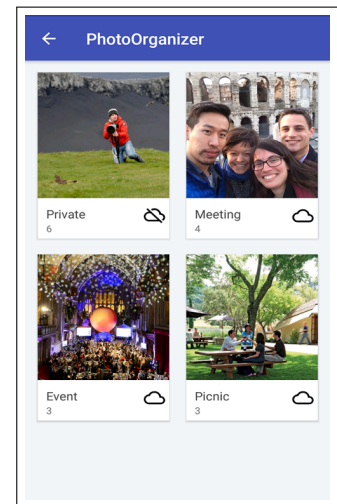 PhotoOrganizer
Private
6
Meeting
4
Event
3
Picnic
3